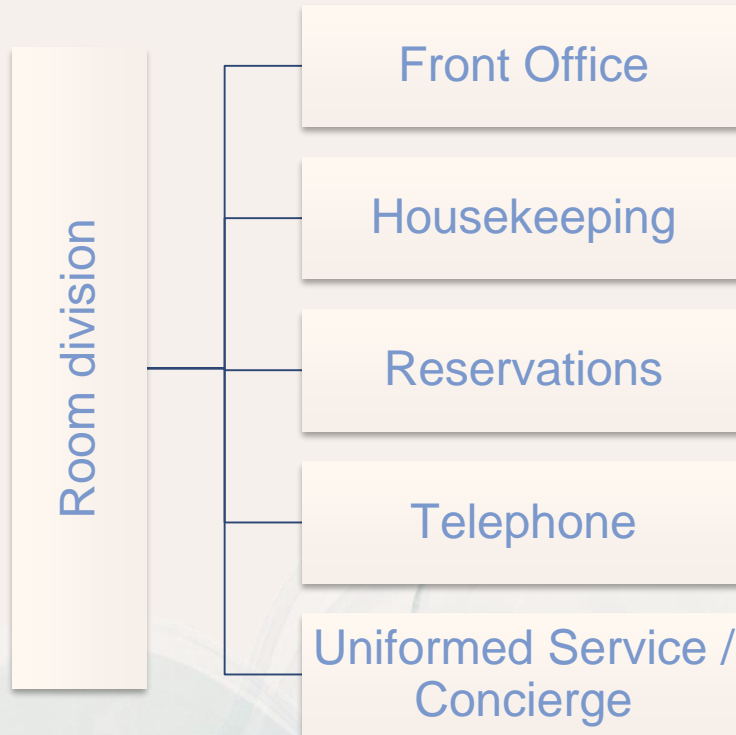 Room division
Front Office
Housekeeping
Reservations
Telephone
Uniformed Service /
Concierge